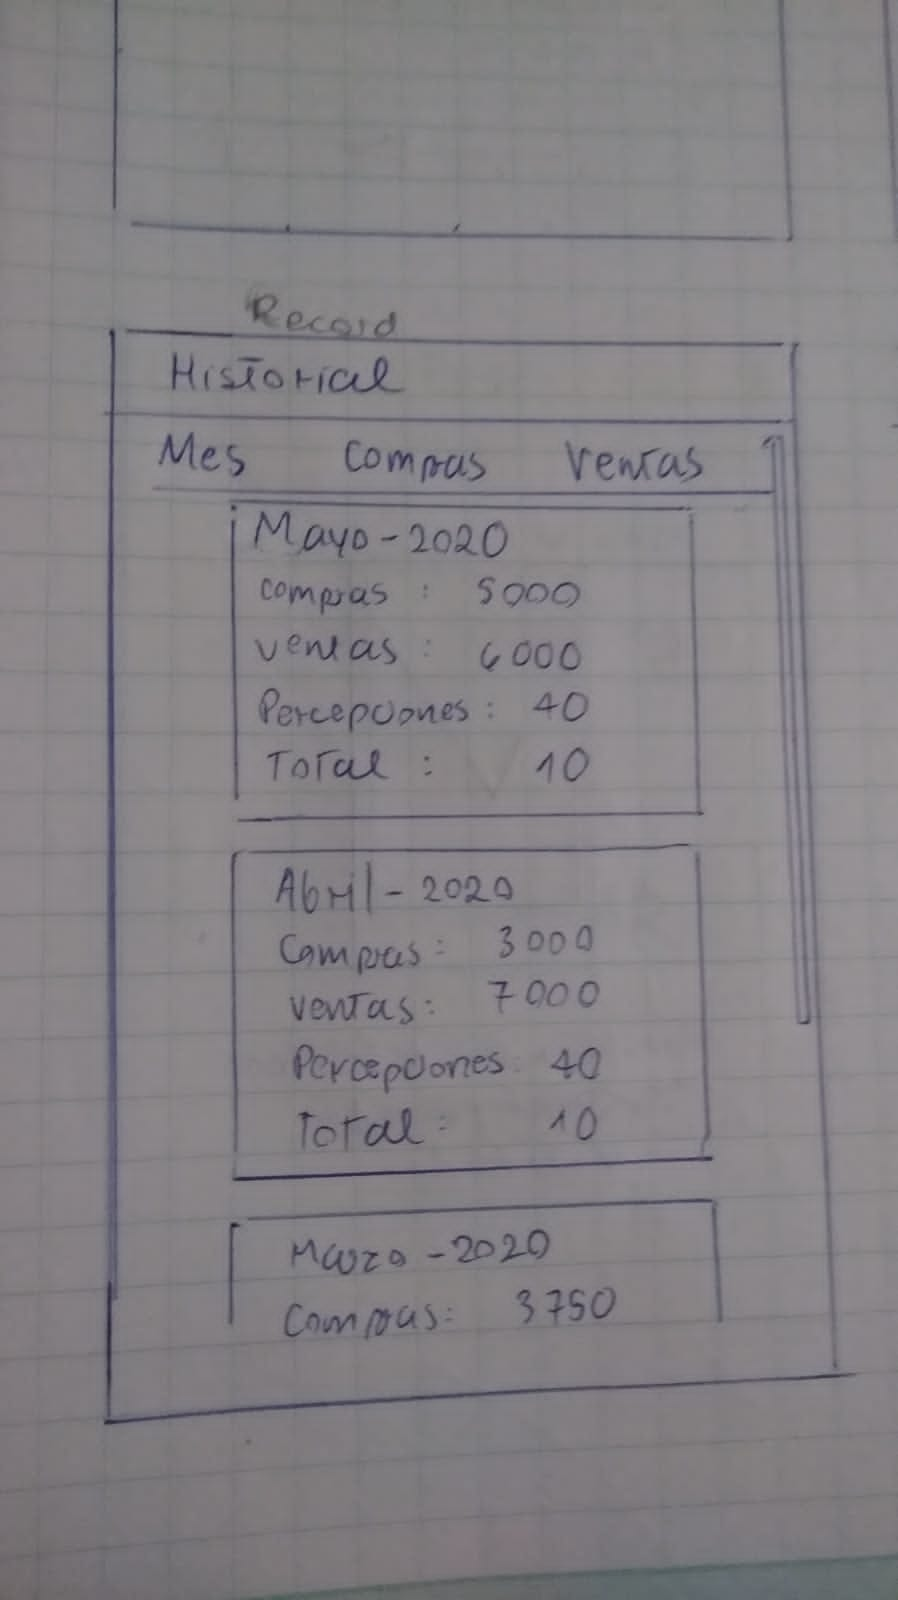 Record
Historial
Mes Compras Ventas
Mayo - 2020
compras : 5000
ventas : 6000
Percepciones : 40
Total : 10
Abril - 2020
Compras : 3000
ventas : 7000
Percepciones : 40
Total : 10
Marzo - 2020
Compras : 3750